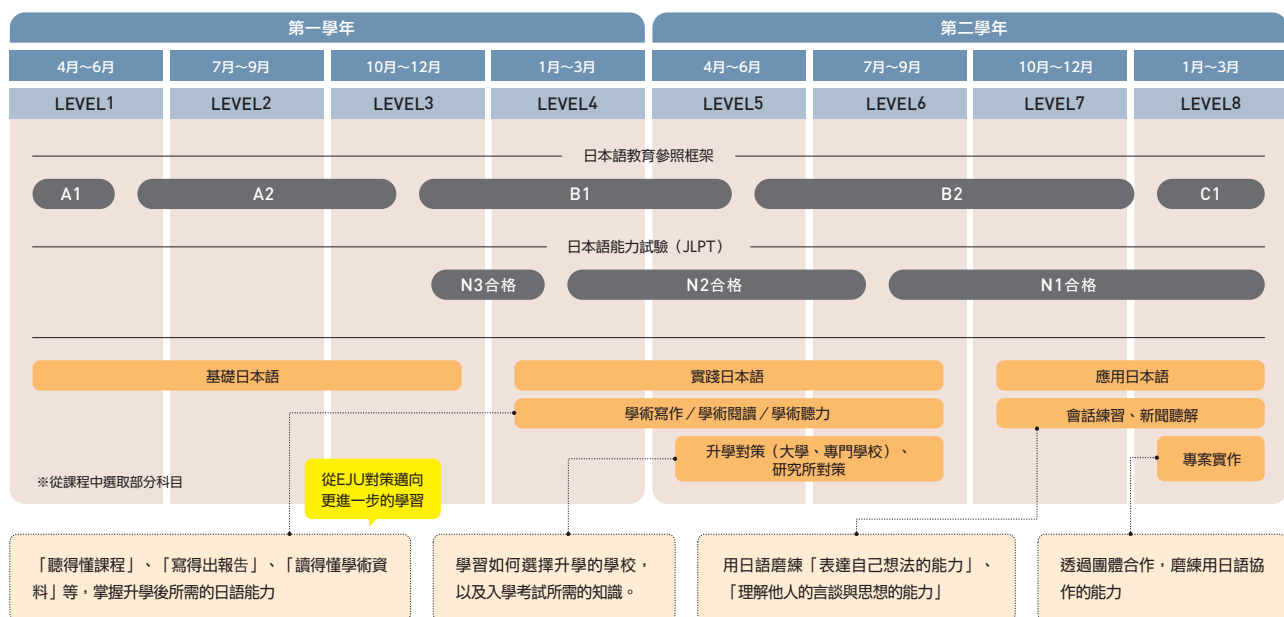 第一學年
第二學年
4月～6月
7月～9月
10月～12月
1月～3月
4月～6月
7月～9月
10月～12月
1月～3月
LEVEL1
LEVEL2
LEVEL3
LEVEL4
LEVEL5
LEVEL6
LEVEL7
LEVEL8
日本語教育參照框架
A1
A2
B1
B2
C1
日本語能力試驗（JLPT）
N3合格
N2合格
N1合格
基礎日本語
實踐日本語
應用日本語
學術寫作／學術閱讀／學術聽力
會話練習、新聞聽解
升學對策（大學、專門學校）、
研究所對策
專案實作
※從課程中選取部分科目
從EJU對策邁向
更進一步的學習
「聽得懂課程」、「寫得出報告」、「讀得懂學術資
料」等，掌握升學後所需的日語能力
學習如何選擇升學的學校，
以及入學考試所需的知識。
用日語磨練「表達自己想法的能力」、
「理解他人的言談與思想的能力」
透過團體合作，磨練用日語協
作的能力